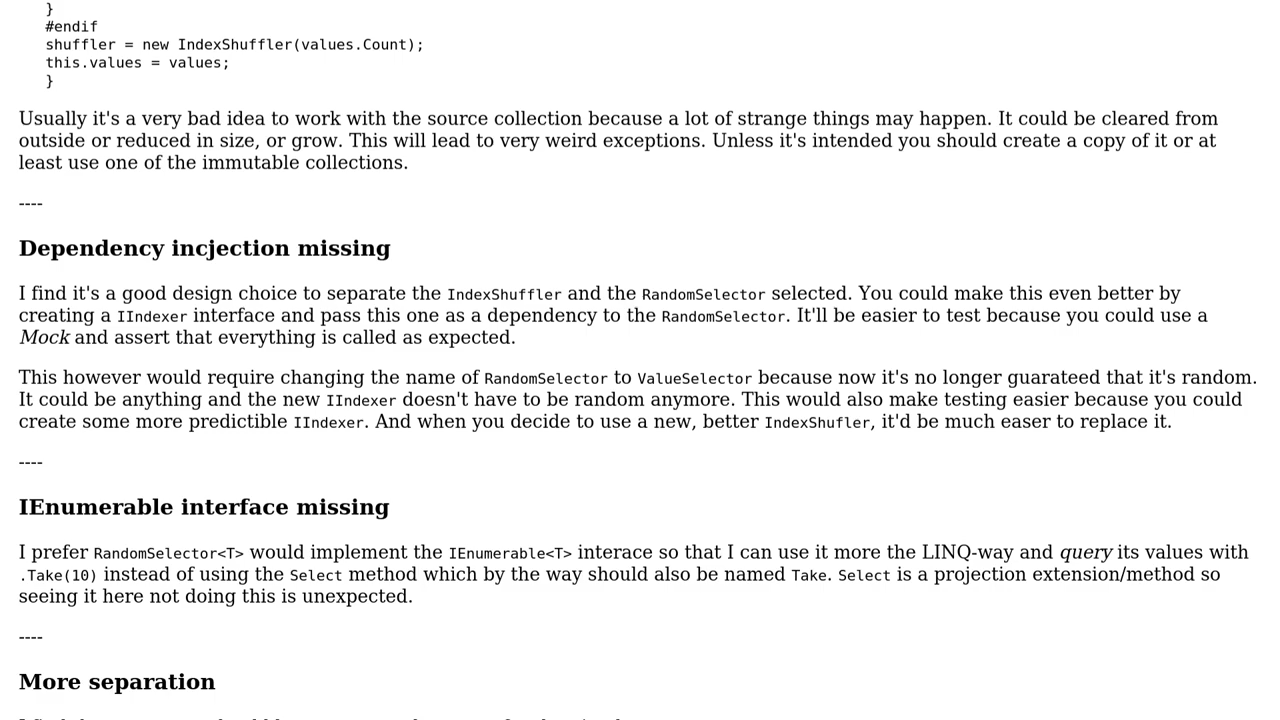 }
#endif
shuffler = new IndexShuffler(values.Count);
this.values = values;
}
Usually it's a very bad idea to work with the source collection because a lot of strange things may happen. It could be cleared from
outside or reduced in size, or grow. This will lead to very weird exceptions. Unless it's intended you should create a copy of it or at
least use one of the immutable collections.
----
Dependency incjection missing
I find it's a good design choice to separate the IndexShuffler and the RandomSelector selected. You could make this even better by
creating a IIndexer interface and pass this one as a dependency to the RandomSelector. It'll be easier to test because you could use a
Mock and assert that everything is called as expected.
This however would require changing the name of RandomSelector to ValueSelector because now it's no longer guarateed that it's random.
It could be anything and the new IIndexer doesn't have to be random anymore. This would also make testing easier because you could
create some more predictible IIndexer. And when you decide to use a new, better IndexShufler, it'd be much easer to replace it.
----
IEnumerable interface missing
I prefer RandomSelector<T> would implement the IEnumerable<T> interace so that I can use it more the LINQ-way and query its values with
.Take(10) instead of using the Select method which by the way should also be named Take. Select is a projection extension/method so
seeing it here not doing this is unexpected.
----
More separation